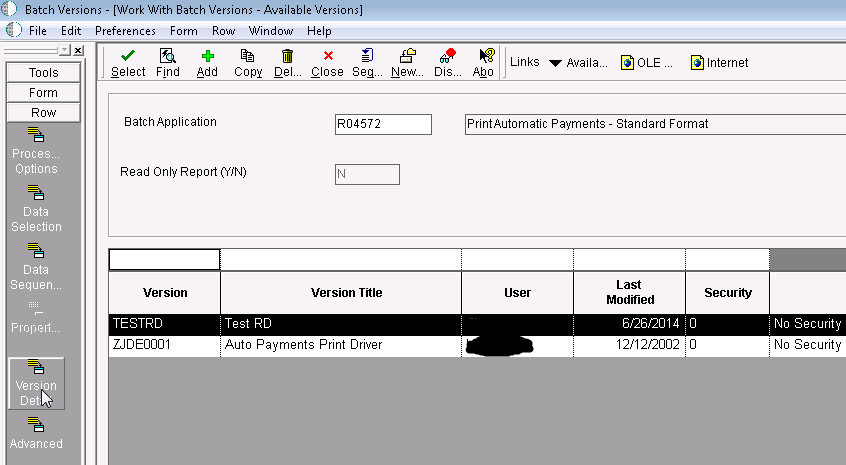 Batch Versions - [Work With Batch Versions - Available Versions]
File Edit Preferences Form Row Window Help
Tools
Form
Row
Select Find Add Copy Del... Close Seq... New... Dis... Abo
Links Availa... OLE ... Internet
Proces...
Options
Data
Selection
Data
Sequen...
Properi...
Version
Det
Advanced
Batch Application R04572 Print Automatic Payments - Standard Format
Read Only Report (Y/N) N
Version Version Title User Last Modified Security
TESTRD Test RD 6/26/2014 0 No Security
ZJDE0001 Auto Payments Print Driver 12/12/2002 0 No Security